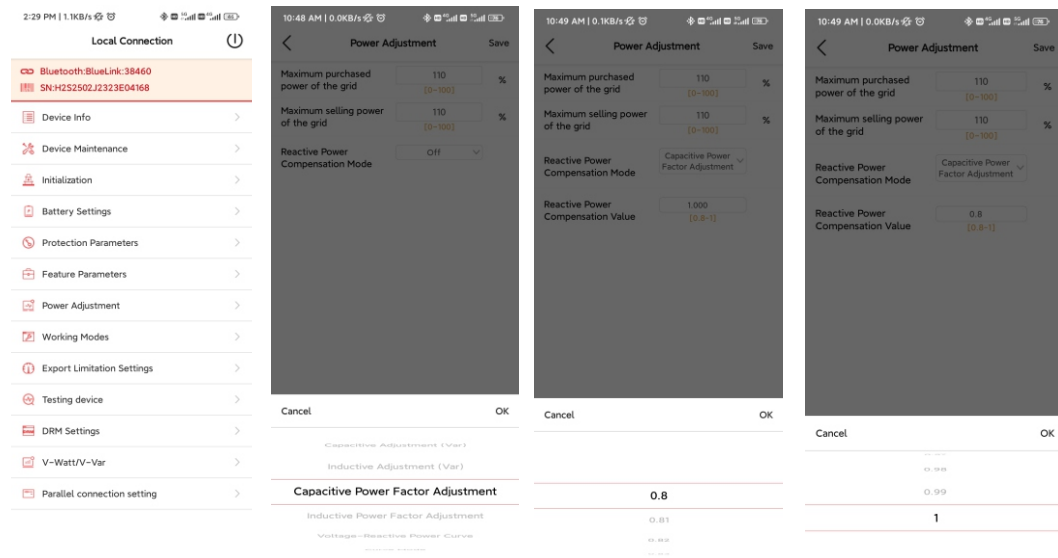 2:29 PM | 1.1KB/s
Local Connection
Bluetooth:BlueLink:38460
SN:H2S2502J2323E04168
Device Info
Device Maintenance
Initialization
Battery Settings
Protection Parameters
Feature Parameters
Power Adjustment
Working Modes
Export Limitation Settings
Testing device
DRM Settings
V-Watt/V-Var
Parallel connection setting
10:48 AM | 0.0KB/s
Power Adjustment
Save
Maximum purchased
power of the grid
110
%
[0~100]
Maximum selling power
of the grid
110
%
[0~100]
Reactive Power
Compensation Mode
Off
Cancel
OK
Capacitive Adjustment (Var)
Inductive Adjustment (Var)
Capacitive Power Factor Adjustment
Inductive Power Factor Adjustment
Voltage-Reactive Power Curve
10:49 AM | 0.1KB/s
Power Adjustment
Save
Maximum purchased
power of the grid
110
%
[0~100]
Maximum selling power
of the grid
110
%
[0~100]
Reactive Power
Compensation Mode
Capacitive Power
Factor Adjustment
Reactive Power
Compensation Value
1.000
[0.8-1]
Cancel
OK
0.8
0.81
0.82
10:49 AM | 0.0KB/s
Power Adjustment
Save
Maximum purchased
power of the grid
110
%
[0~100]
Maximum selling power
of the grid
110
%
[0~100]
Reactive Power
Compensation Mode
Capacitive Power
Factor Adjustment
Reactive Power
Compensation Value
0.8
[0.8-1]
Cancel
OK
0.98
0.99
1